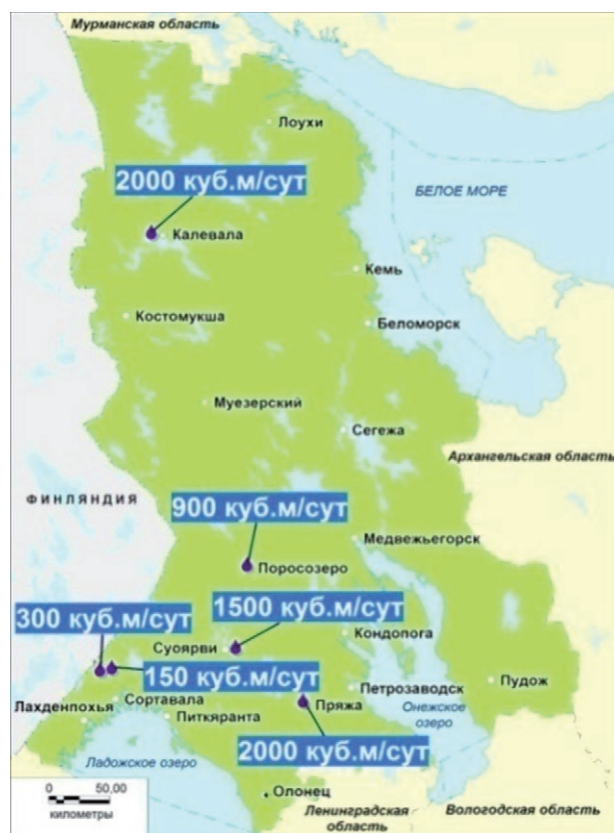 Мурманская область
Лоухи
2000 куб.м/сут
БЕЛОЕ МОРЕ
Калевала
Кемь
Костомукша
Беломорск
Муезерский
Сегежа
Архангельская область
ФИНЛЯНДИЯ
900 куб.м/сут
Медвежьегорск
Поросозеро
1500 куб.м/сут
300 куб.м/сут
Кондопога
Суоярви
150 куб.м/сут
Петрозаводск
Пудож
Сортавала
Пряжа
Лахденпохья
Питкяранта
Онежское
озеро
2000 куб.м/сут
Ладожское озеро
Олонец
0 50,00
километры
Ленинградская
область
Вологодская область